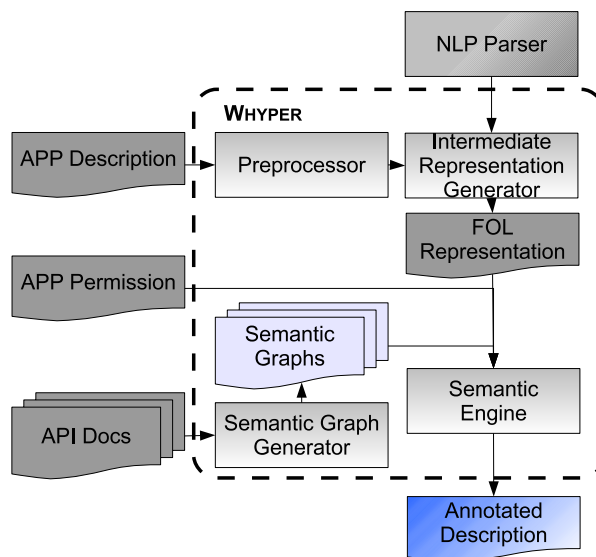 NLP Parser
WHYPER
APP Description
Preprocessor
Intermediate
Representation
Generator
FOL
Representation
APP Permission
Semantic
Graphs
Semantic
Engine
API Docs
Semantic Graph
Generator
Annotated
Description